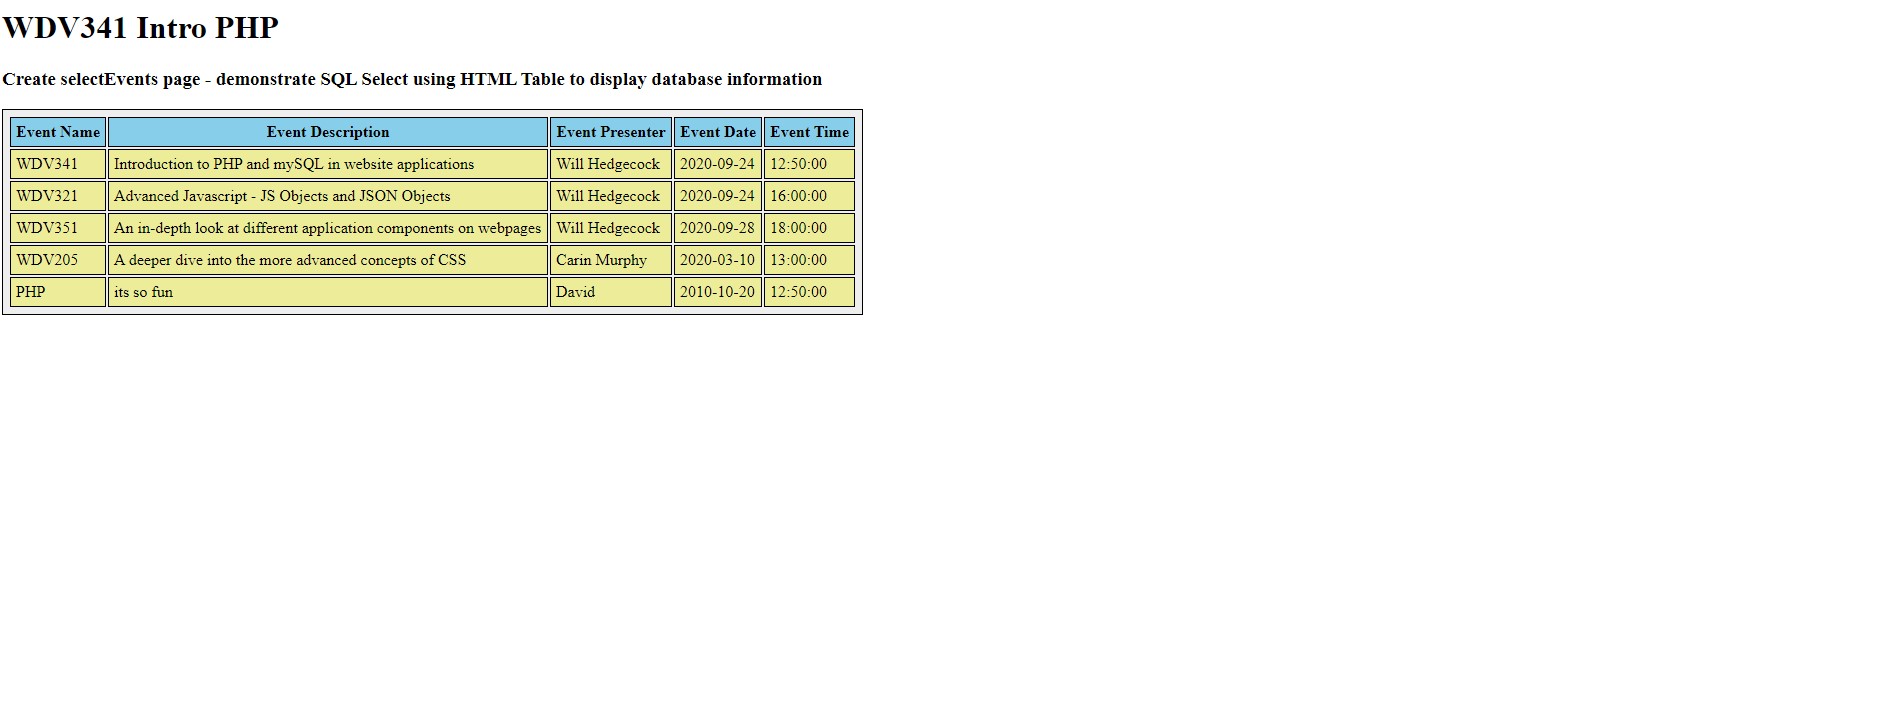 WDV341 Intro PHP
Create selectEvents page - demonstrate SQL Select using HTML Table to display database information
Event Name Event Description Event Presenter Event Date Event Time
WDV341 Introduction to PHP and mySQL in website applications Will Hedgecock 2020-09-24 12:50:00
WDV321 Advanced Javascript - JS Objects and JSON Objects Will Hedgecock 2020-09-24 16:00:00
WDV351 An in-depth look at different application components on webpages Will Hedgecock 2020-09-28 18:00:00
WDV205 A deeper dive into the more advanced concepts of CSS Carin Murphy 2020-03-10 13:00:00
PHP its so fun David 2010-10-20 12:50:00